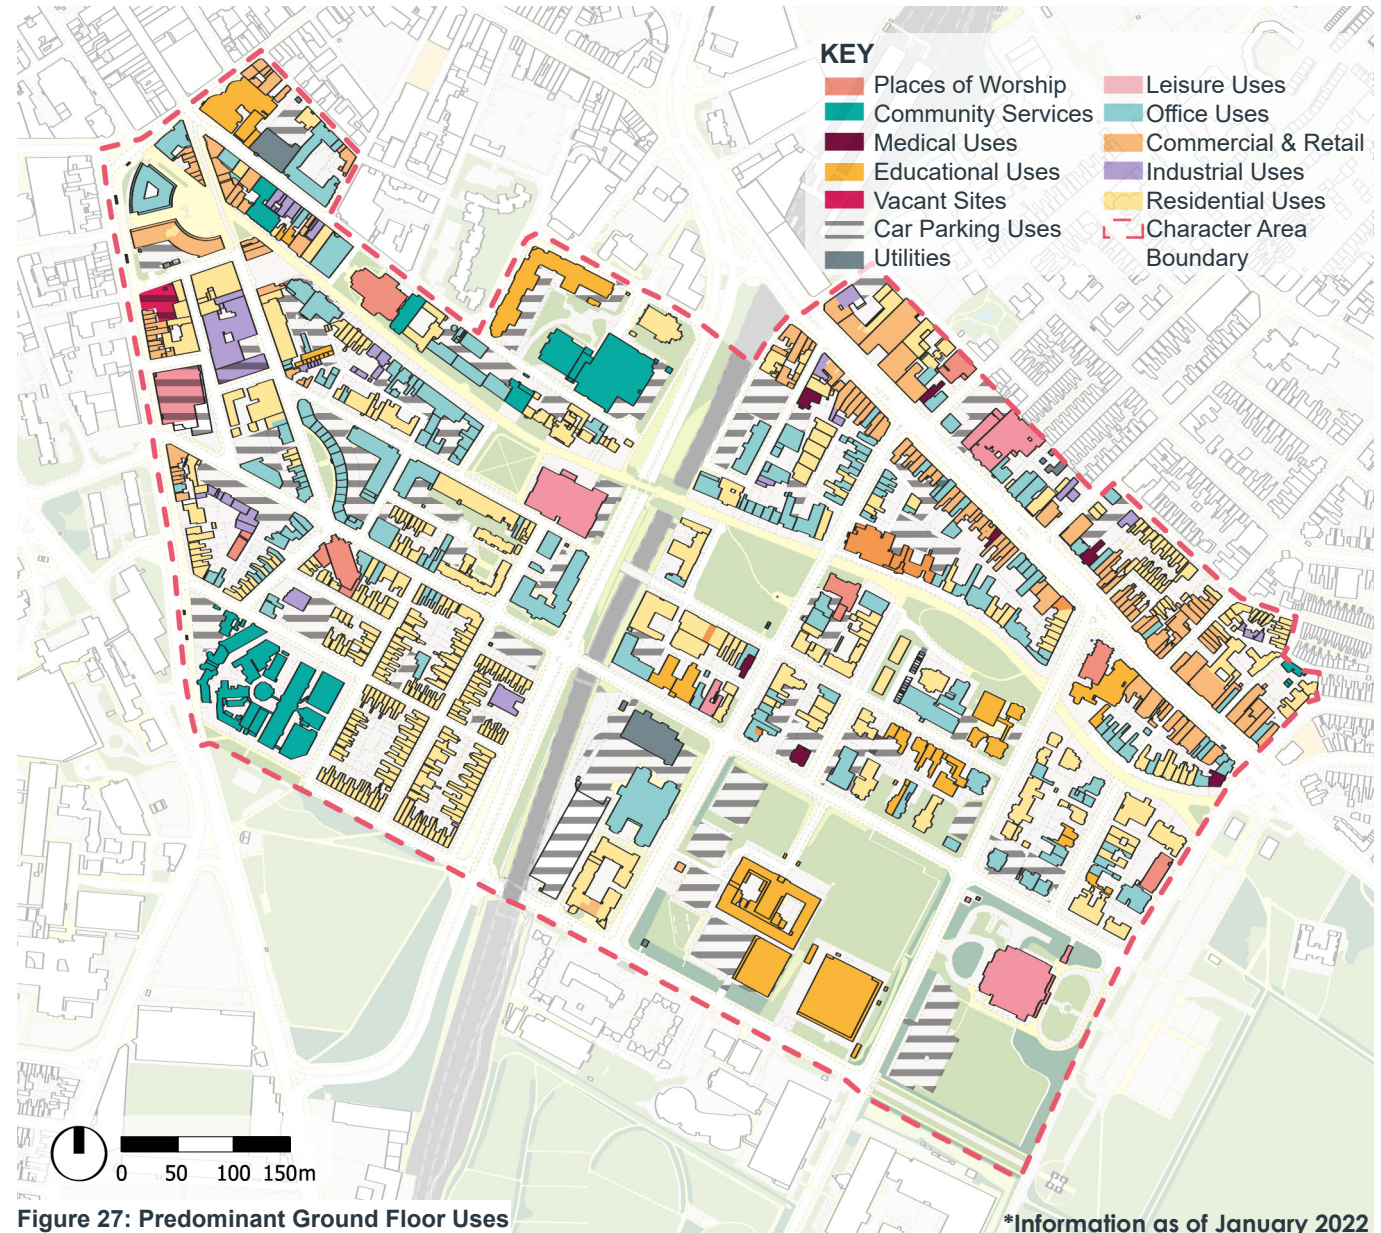 KEY
Places of Worship
Community Services
Medical Uses
Educational Uses
Vacant Sites
Car Parking Uses
Utilities
Leisure Uses
Office Uses
Commercial & Retail
Industrial Uses
Residential Uses
Character Area
Boundary
0 50 100 150m
Figure 27: Predominant Ground Floor Uses
*Information as of January 2022